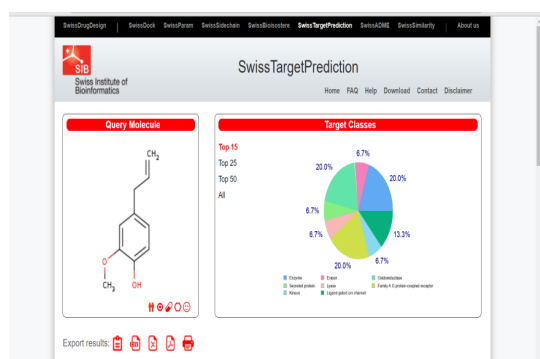 SwissDrugDesign | SwissDock SwissParam SwissSidechain SwissBioisostere SwissTargetPrediction SwissADME SwissSimilarity | About us
SIB
Swiss Institute of
Bioinformatics
SwissTargetPrediction
Home FAQ Help Download Contact Disclaimer
Query Molecule
CH2
O
CH3
OH
Target Classes
Top 15
Top 25
Top 50
All
6.7%
20.0%
20.0%
6.7%
13.3%
6.7%
6.7%
20.0%
Enzyme Eraser Oxidoreductase
Secreted protein Lyase Family A G protein-coupled receptor
Kinase Ligand-gated ion channel
Export results: